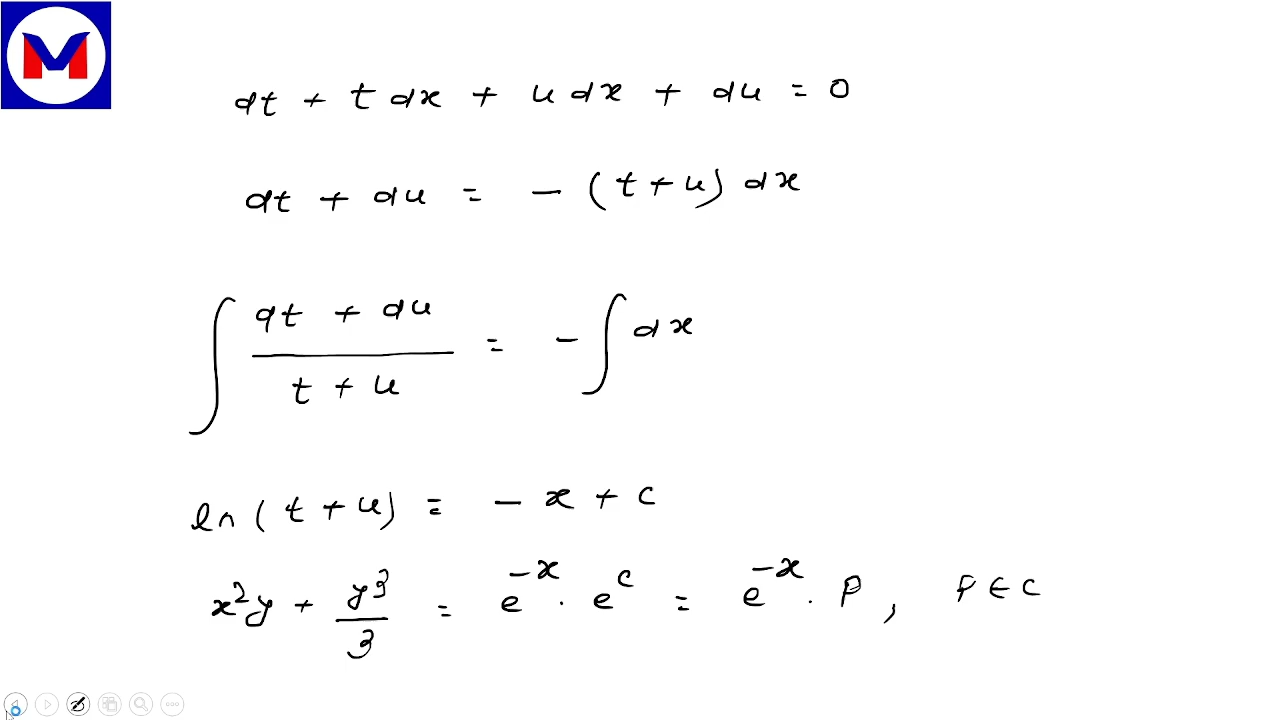 M
dt + t dx + u dx + du = 0
dt + du = - (t + u) dx
∫ (dt + du)/(t + u) = - ∫ dx
ln (t + u) = - x + c
x²y + y³/3 = e^(-x) . e^c = e^(-x) . P , P ∈ C